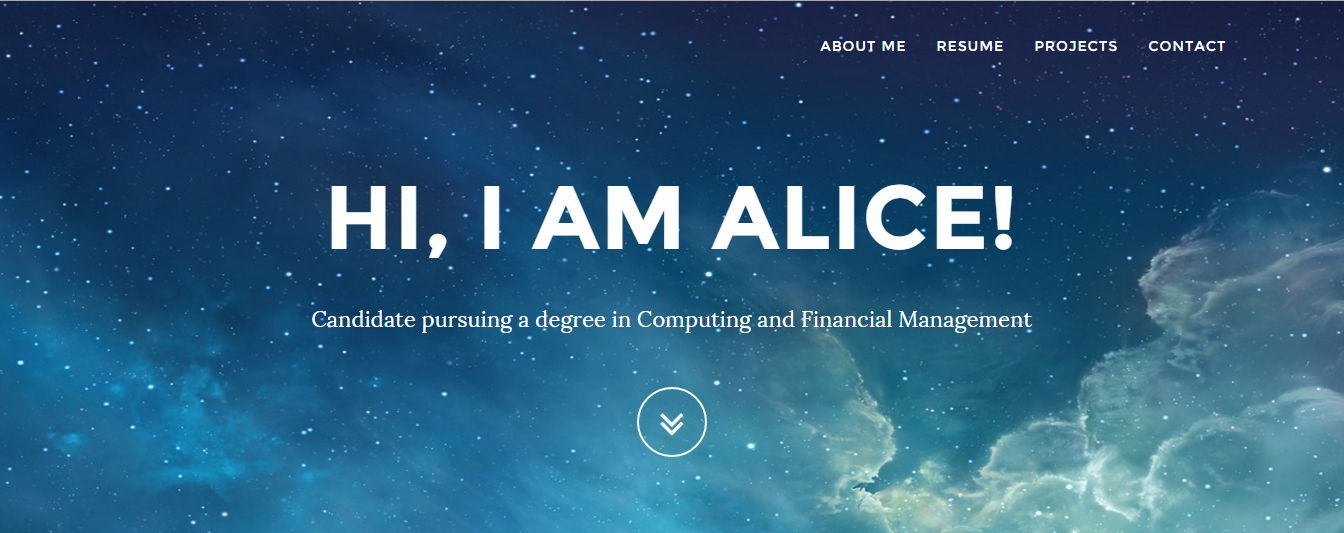 ABOUT ME RESUME PROJECTS CONTACT
HI, I AM ALICE!
Candidate pursuing a degree in Computing and Financial Management